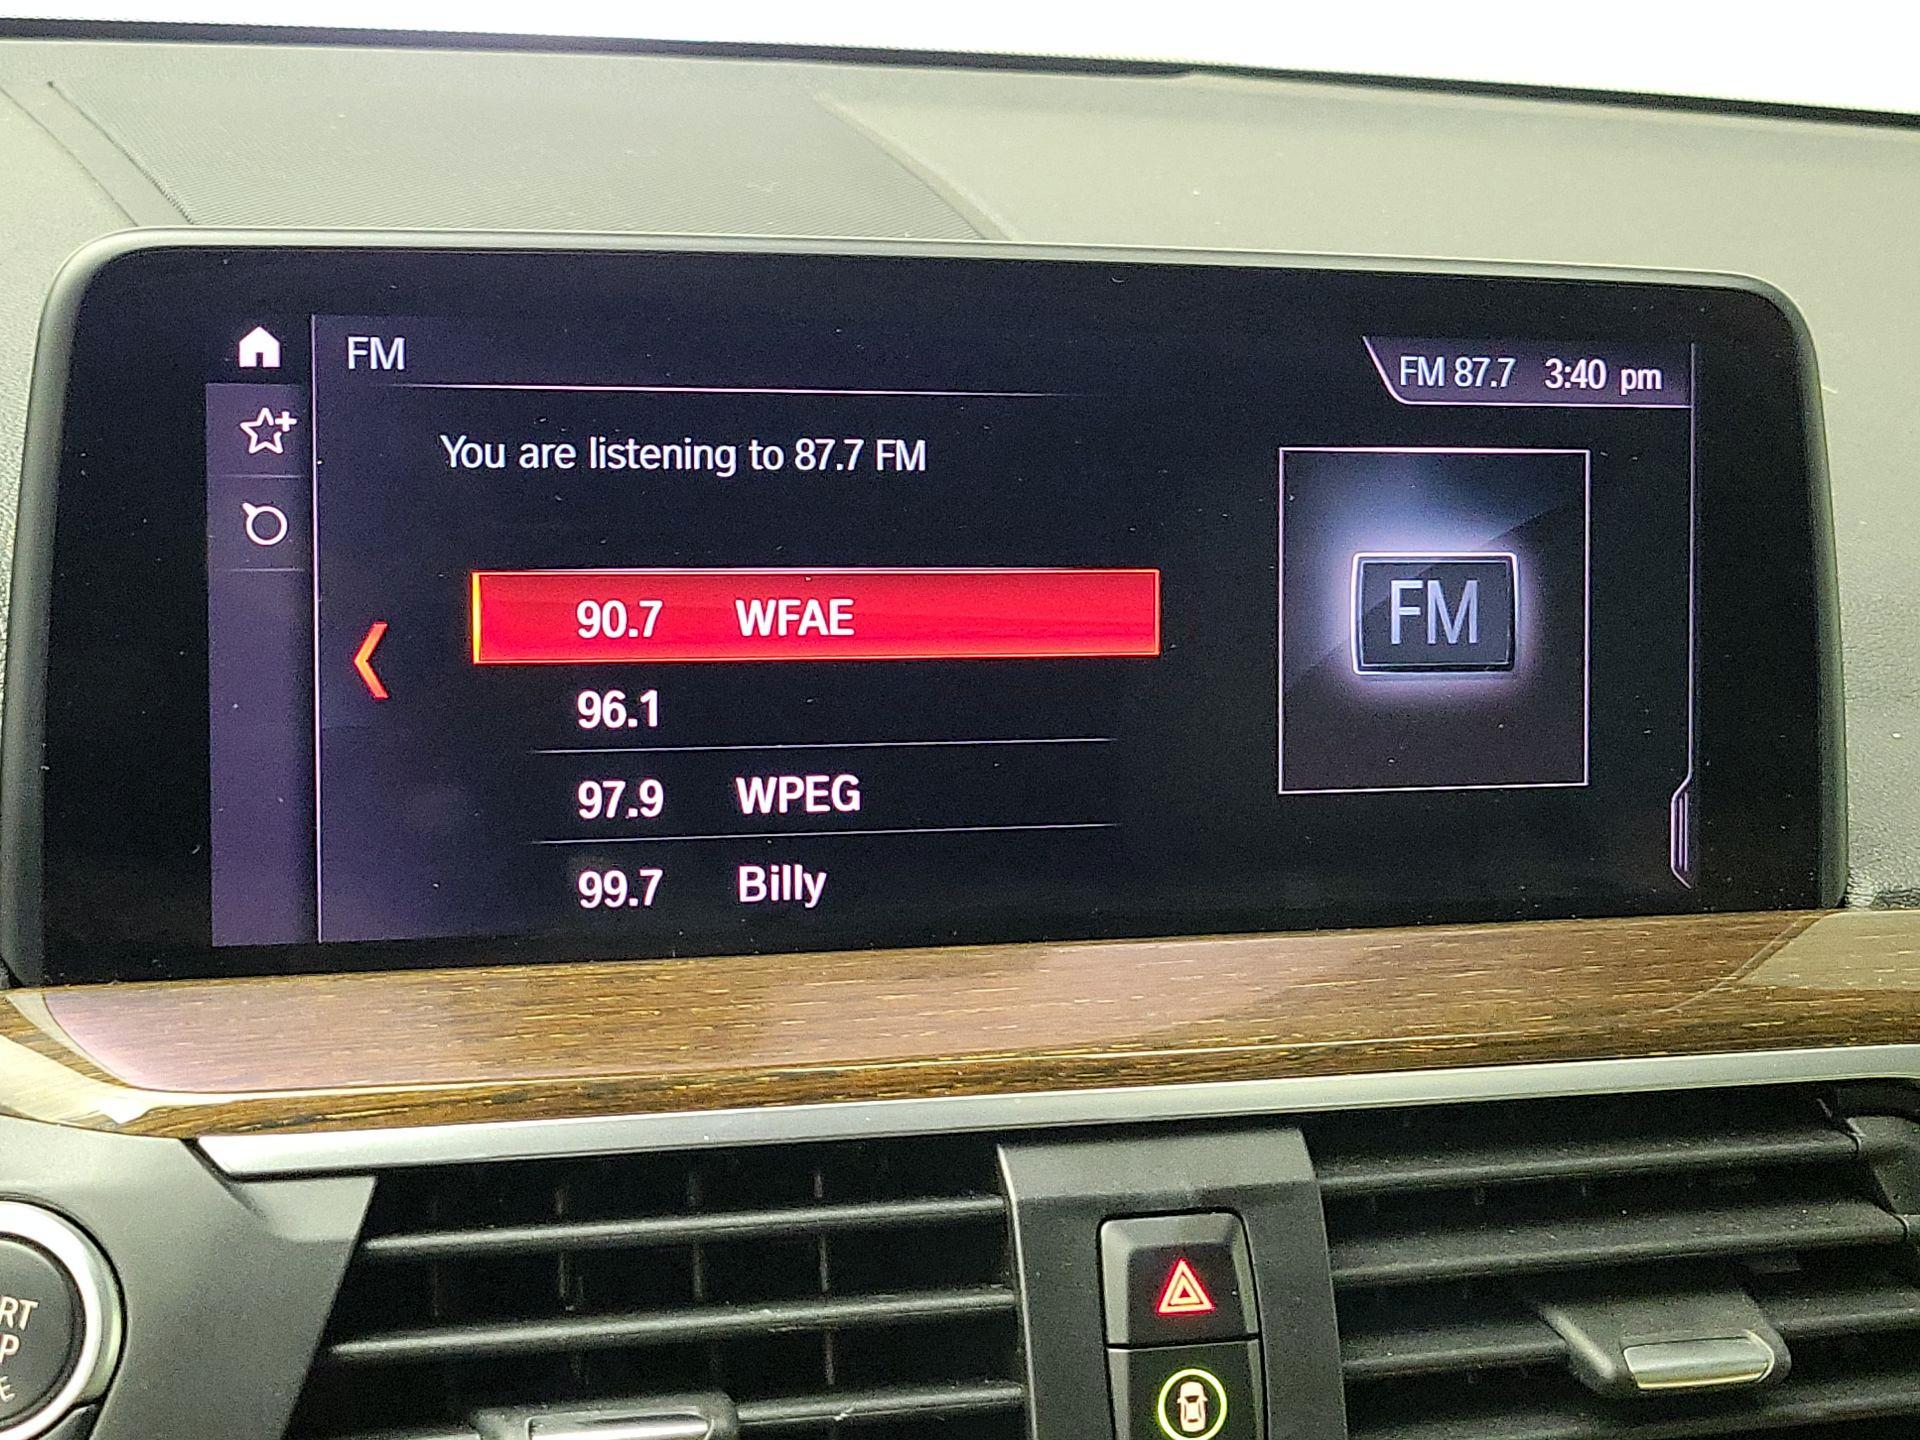 FM
FM 87.7 3:40 pm
You are listening to 87.7 FM
90.7 WFAE
96.1
97.9 WPEG
99.7 Billy
FM